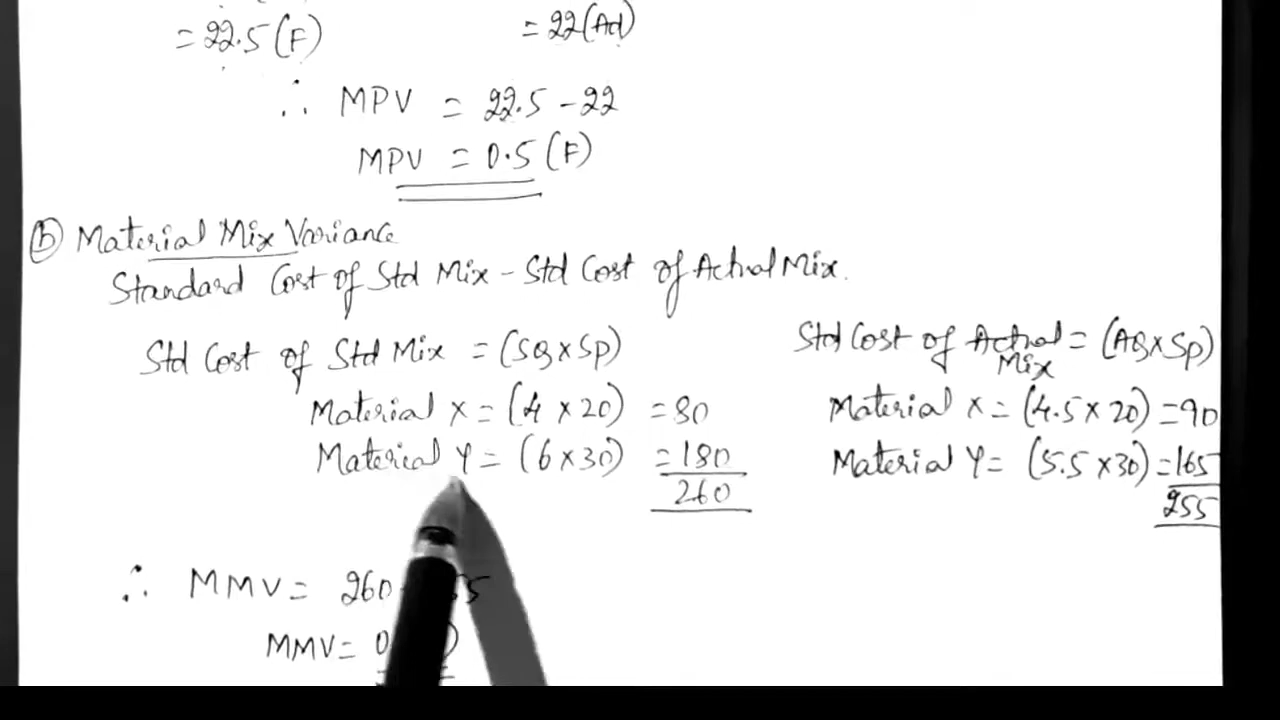 = 22.5 (F) = 22 (Ad)
∴ MPV = 22.5 - 22
MPV = 0.5 (F)
(b) Material Mix Variance
Standard Cost of Std Mix - Std Cost of Actual Mix.
Std Cost of Std Mix = (SQ x SP)
Material X = (4 x 20) = 80
Material Y = (6 x 30) = 180
260
Std Cost of Actual Mix = (AQ x SP)
Material X = (4.5 x 20) = 90
Material Y = (5.5 x 30) = 165
255
∴ MMV = 260
MMV = 0